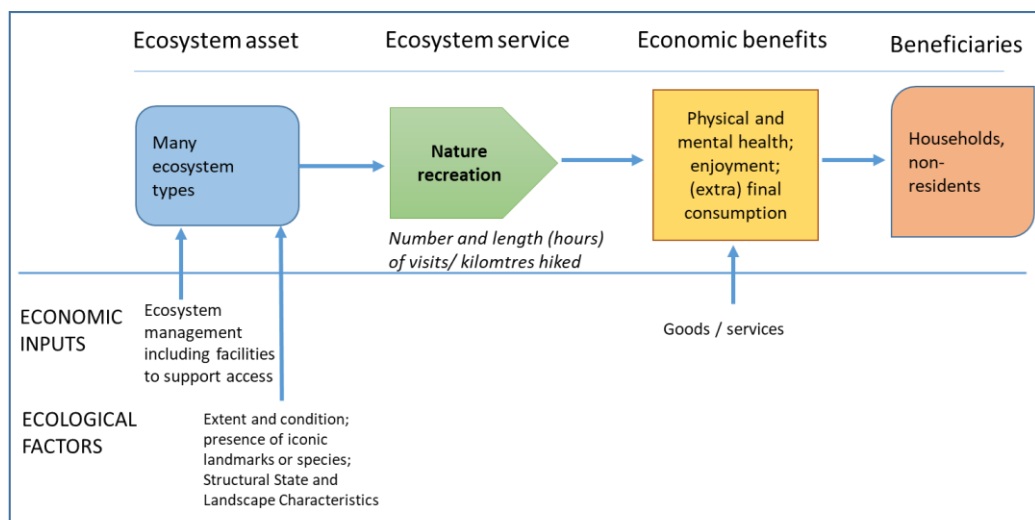 Ecosystem asset
Ecosystem service
Economic benefits
Beneficiaries
Many
ecosystem
types
Nature
recreation
Physical and
mental health;
enjoyment;
(extra) final
consumption
Households,
non-
residents
Number and length (hours)
of visits/ kilomtres hiked
ECONOMIC
INPUTS
Ecosystem
management
including facilities
to support access
Goods / services
ECOLOGICAL
FACTORS
Extent and condition;
presence of iconic
landmarks or species;
Structural State and
Landscape Characteristics